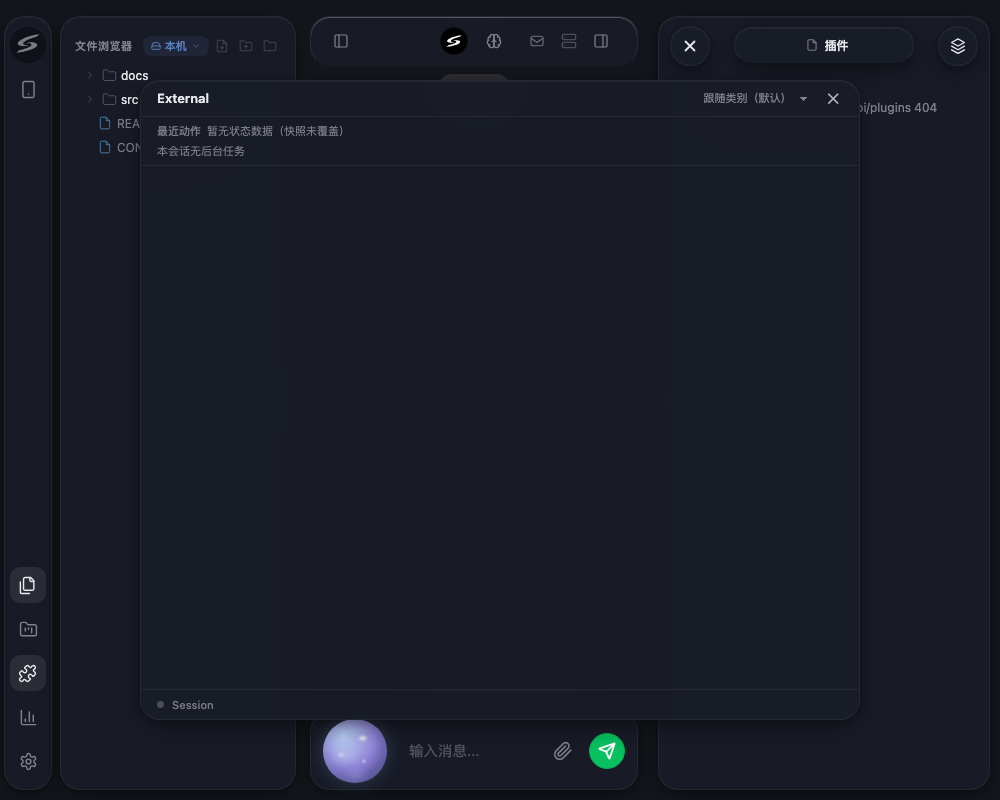 文件浏览器
本机
docs
src
REA
CON
插件
pi/plugins 404
External
跟随类别（默认）
最近动作 暂无状态数据（快照未覆盖）
本会话无后台任务
Session
输入消息...